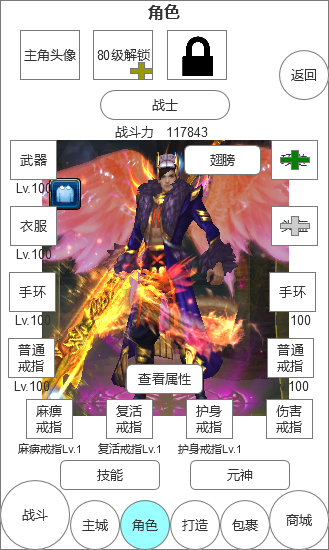 角色
主角头像
80级解锁
返回
战士
战斗力 117843
武器
翅膀
Lv.100
衣服
Lv.100
手环
手环
Lv.100
100
普通
戒指
普通
戒指
Lv.100
100
查看属性
麻痹
戒指
复活
戒指
护身
戒指
伤害
戒指
麻痹戒指Lv.1
复活戒指Lv.1
护身戒指Lv.1
技能
元神
战斗
主城
角色
打造
包裹
商城